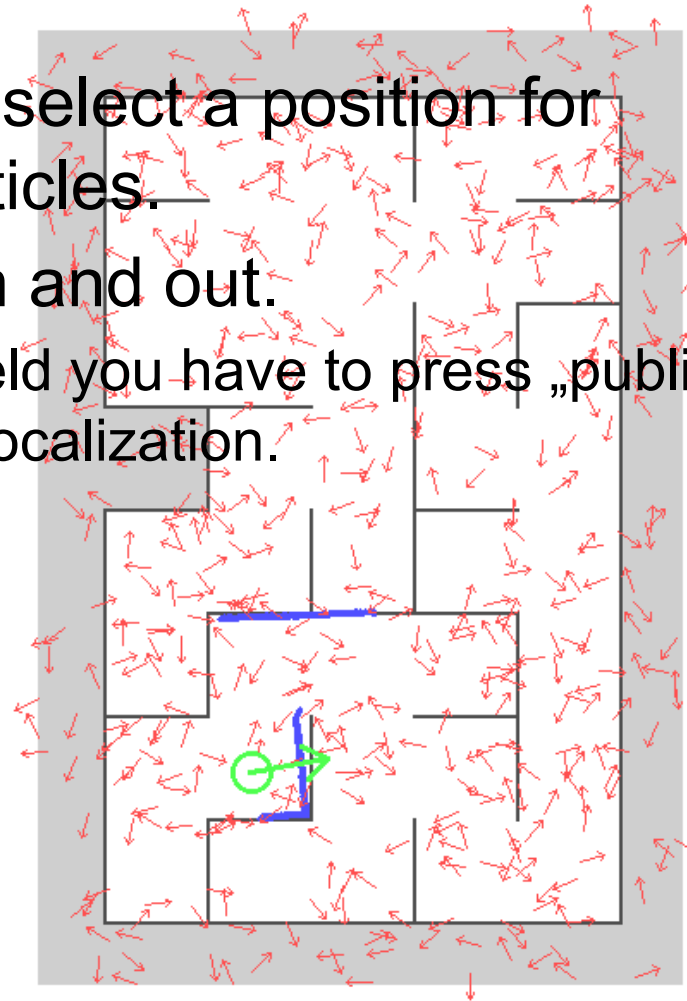 select a position for
ticles.
and out.
eld you have to press „publi
ocalization.